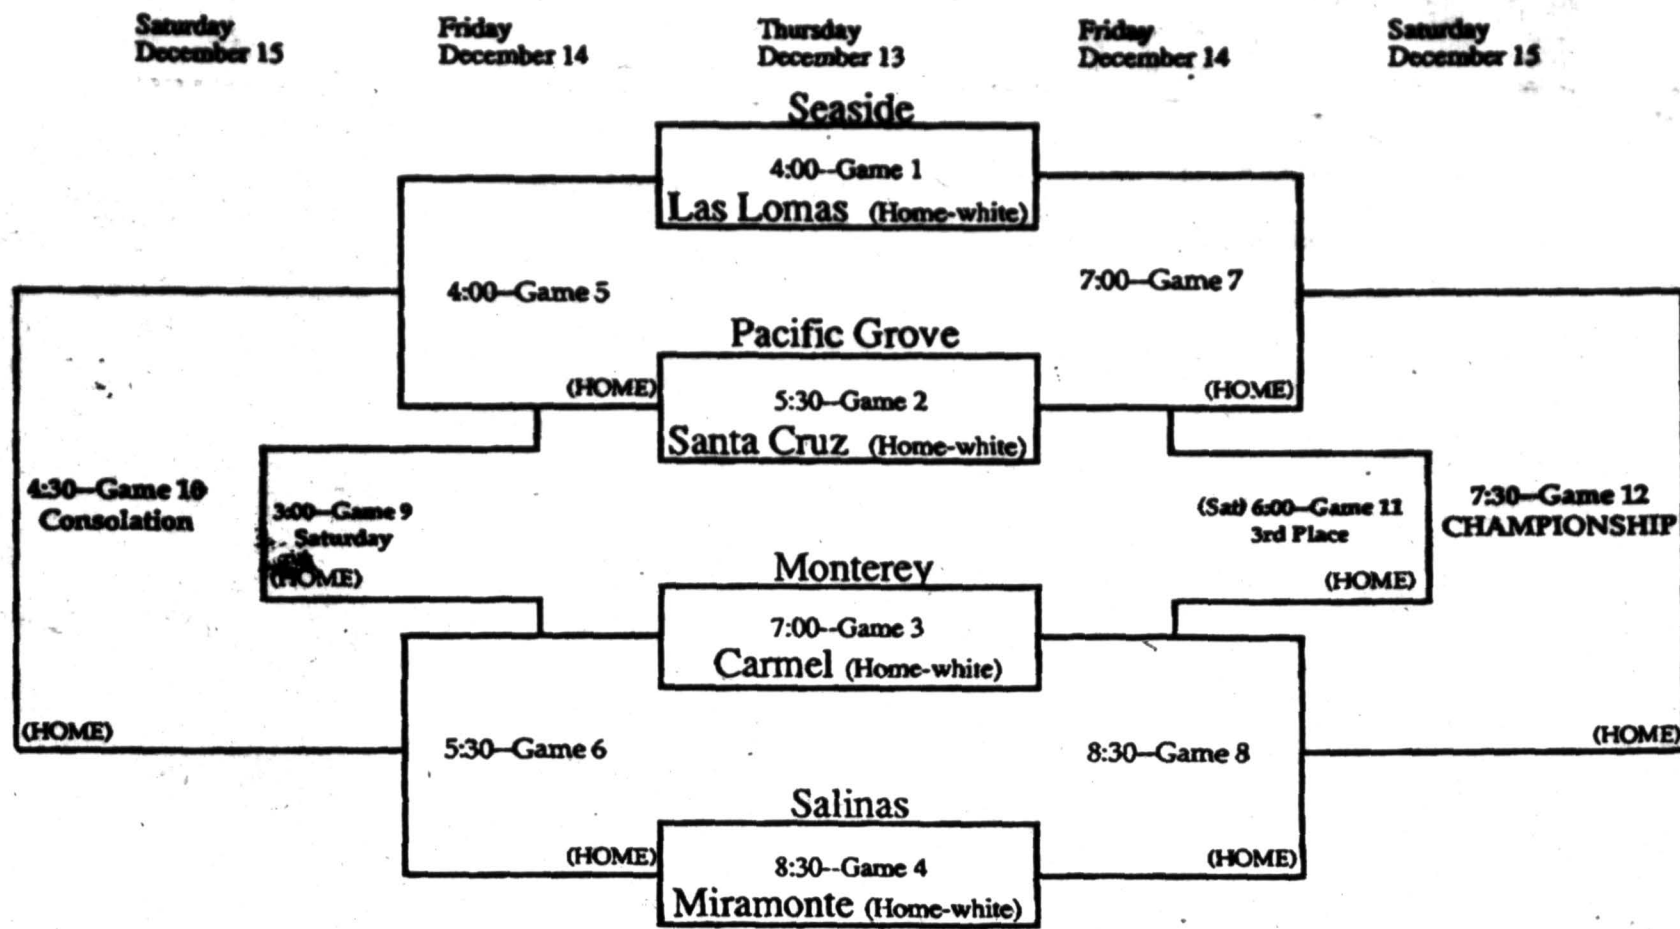 Saturday
December 15
Friday
December 14
Thursday
December 13
Friday
December 14
Saturday
December 15
Seaside
4:00--Game 1
Las Lomas (Home-white)
4:00--Game 5
7:00--Game 7
Pacific Grove
(HOME)
5:30--Game 2
(HOME)
Santa Cruz (Home-white)
4:30--Game 10
Consolation
3:00--Game 9
Saturday
(HOME)
(Sat) 6:00--Game 11
3rd Place
(HOME)
7:30--Game 12
CHAMPIONSHIP
Monterey
7:00--Game 3
Carmel (Home-white)
(HOME)
5:30--Game 6
8:30--Game 8
(HOME)
Salinas
(HOME)
8:30--Game 4
(HOME)
Miramonte (Home-white)